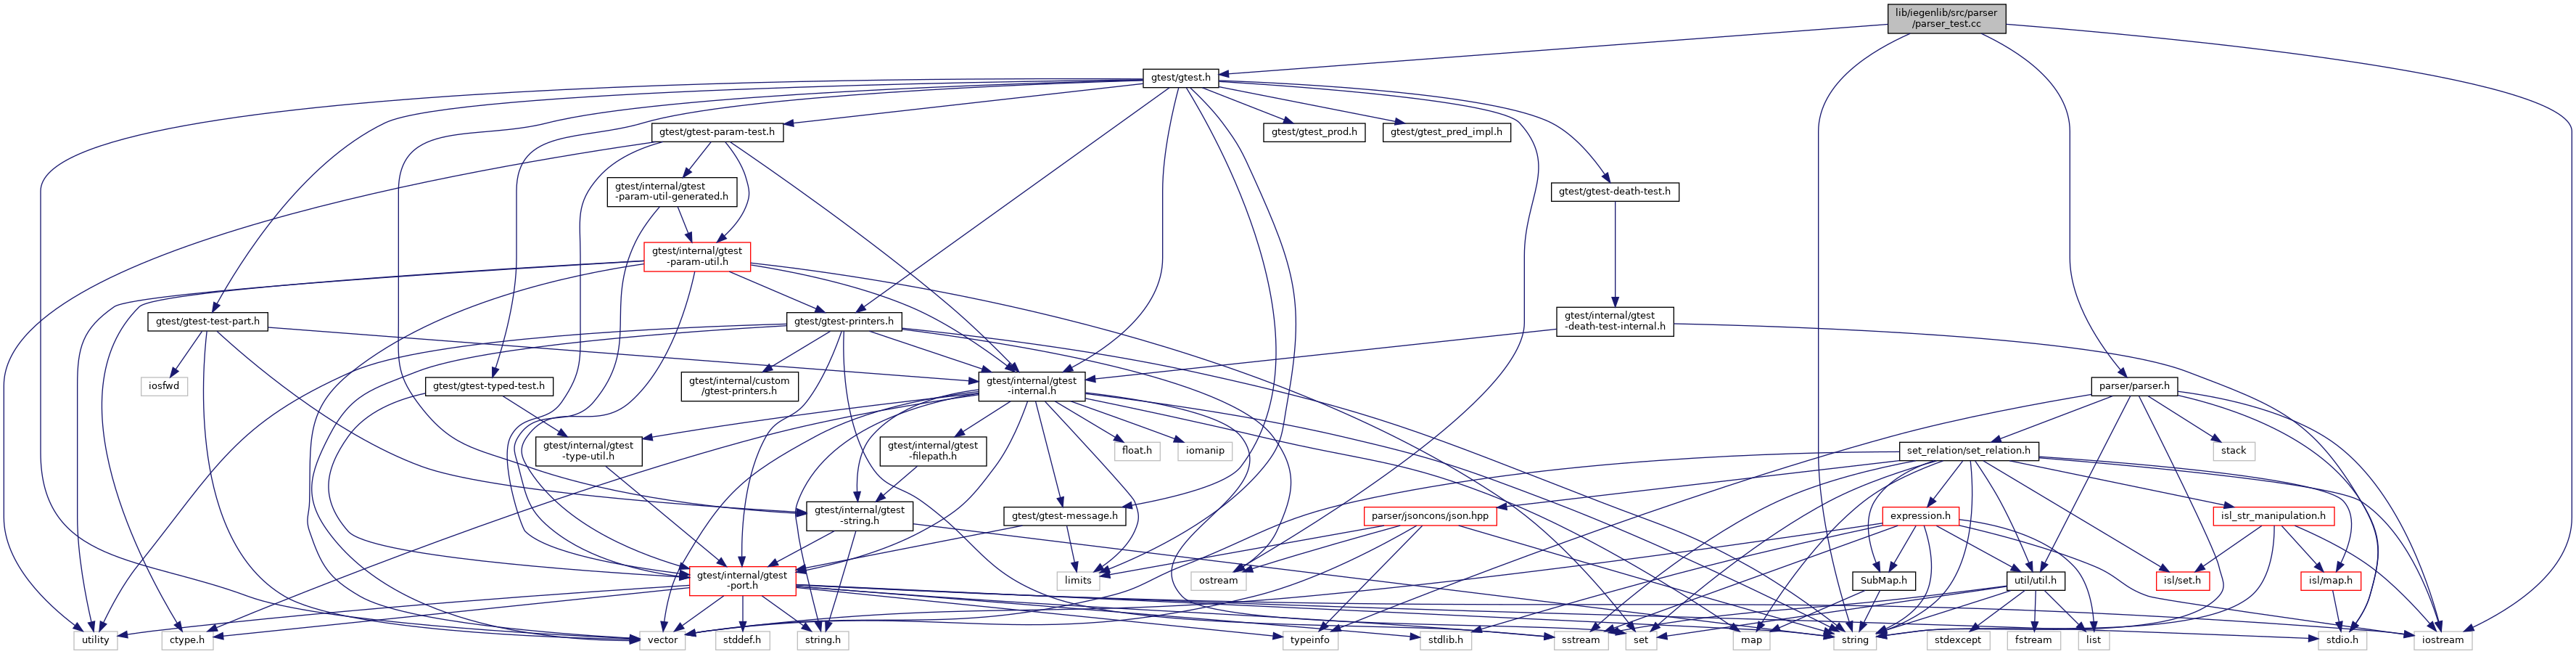 lib/iegenlib/src/parser
/parser_test.cc
gtest/gtest.h
gtest/gtest-param-test.h
gtest/gtest_prod.h
gtest/gtest_pred_impl.h
gtest/internal/gtest
-param-util-generated.h
gtest/gtest-death-test.h
gtest/internal/gtest
-param-util.h
gtest/gtest-test-part.h
gtest/gtest-printers.h
gtest/internal/gtest
-death-test-internal.h
iosfwd
gtest/gtest-typed-test.h
gtest/internal/custom
/gtest-printers.h
gtest/internal/gtest
-internal.h
parser/parser.h
gtest/internal/gtest
-type-util.h
gtest/internal/gtest
-filepath.h
float.h
iomanip
set_relation/set_relation.h
stack
gtest/internal/gtest
-string.h
gtest/gtest-message.h
parser/jsoncons/json.hpp
expression.h
isl_str_manipulation.h
gtest/internal/gtest
-port.h
limits
ostream
SubMap.h
util/util.h
isl/set.h
isl/map.h
utility
ctype.h
vector
stddef.h
string.h
typeinfo
stdlib.h
sstream
set
map
string
stdexcept
fstream
list
stdio.h
iostream